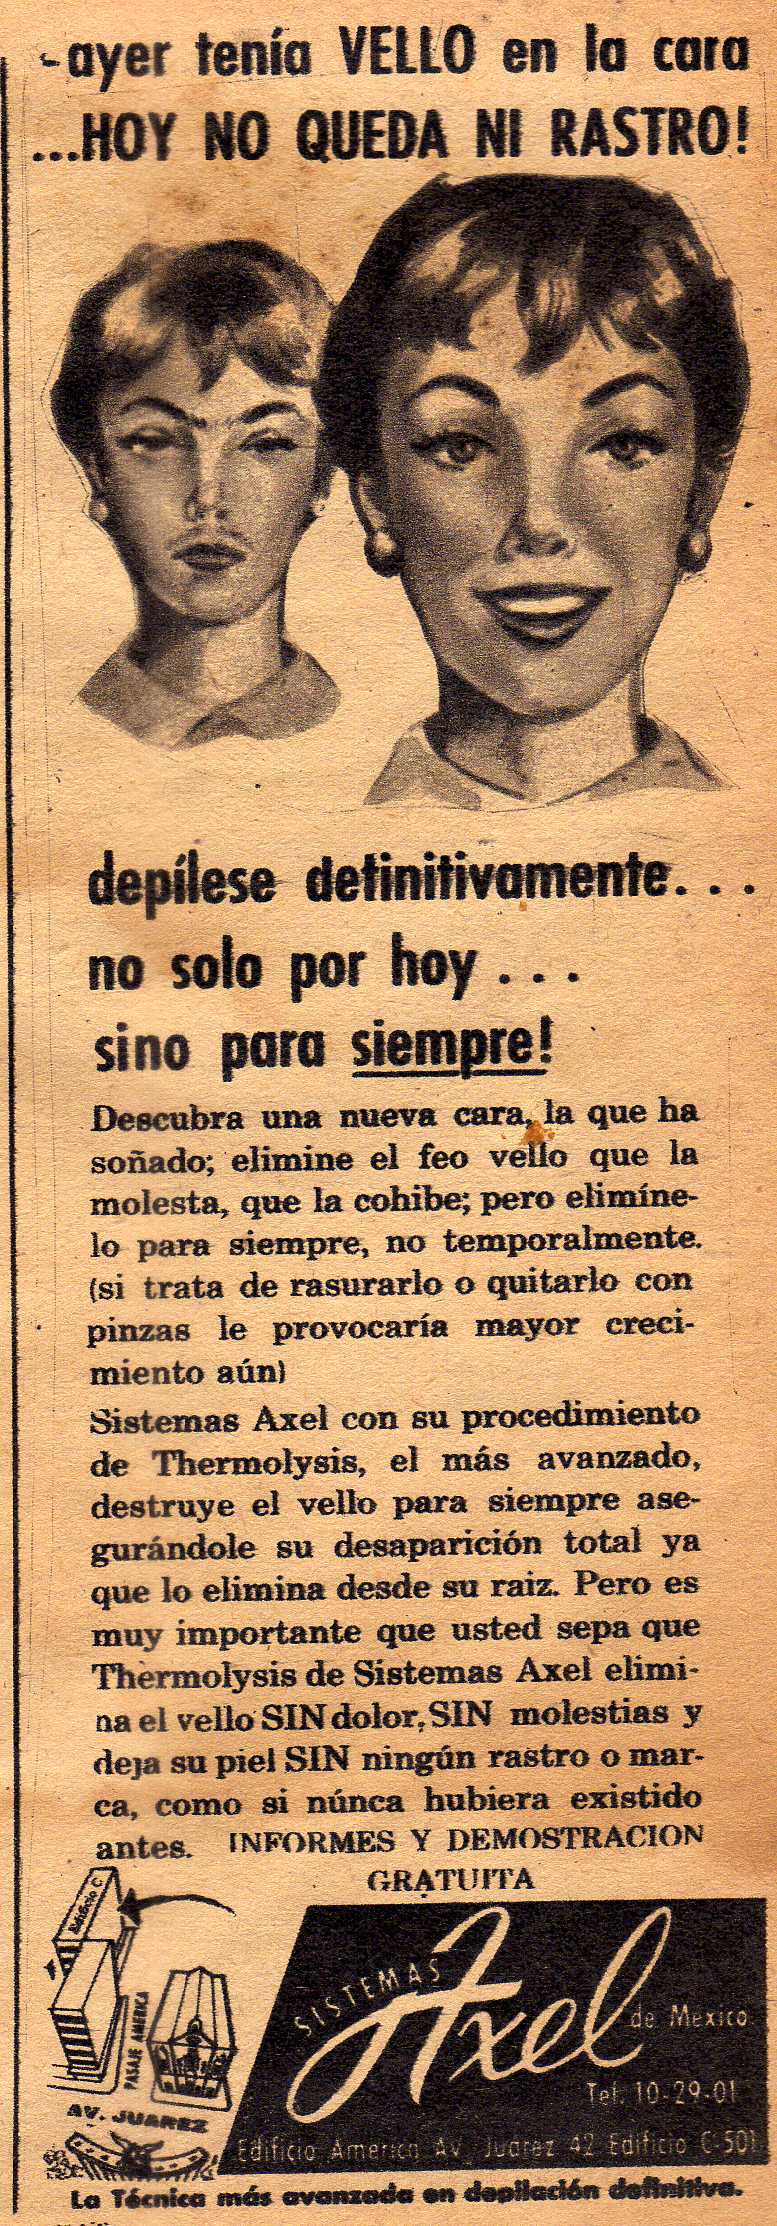 -ayer tenía VELLO en la cara
...HOY NO QUEDA NI RASTRO!
depílese definitivamente...
no solo por hoy...
sino para siempre!
Descubra una nueva cara, la que ha
soñado; elimine el feo vello que la
molesta, que la cohibe; pero elimíne-
lo para siempre, no temporalmente.
(si trata de rasurarlo o quitarlo con
pinzas le provocaría mayor creci-
miento aún)
Sistemas Axel con su procedimiento
de Thermolysis, el más avanzado,
destruye el vello para siempre ase-
gurándole su desaparición total ya
que lo elimina desde su raiz. Pero es
muy importante que usted sepa que
Thermolysis de Sistemas Axel elimi-
na el vello SIN dolor, SIN molestias y
deja su piel SIN ningún rastro o mar-
ca, como si núnca hubiera existido
antes. INFORMES Y DEMOSTRACION
GRATUITA
Edificio C
PASAJE AMERICA
AV. JUAREZ
SISTEMAS
Axel
de Mexico
Tel. 10-29-01
Edificio America Av. Juarez 42 Edificio C-501
La Técnica más avanzada en depilación definitiva.